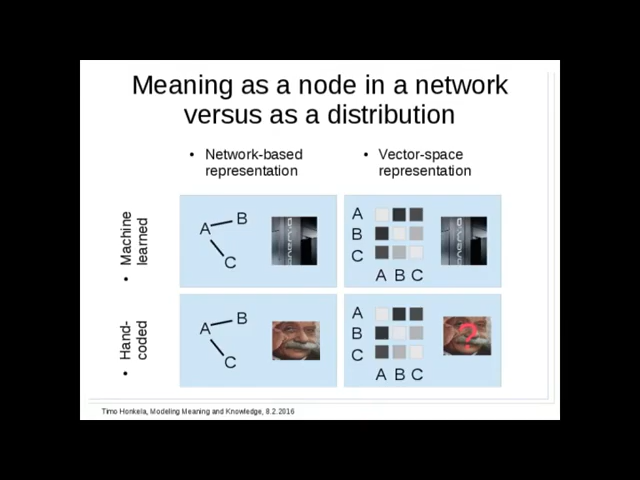 Meaning as a node in a network
versus as a distribution
• Network-based
representation
• Vector-space
representation
• Machine
learned
A B
C
A
B
C
A B C
• Hand-
coded
A B
C
A
B
C
A B C
?
Timo Honkela, Modeling Meaning and Knowledge, 8.2.2016